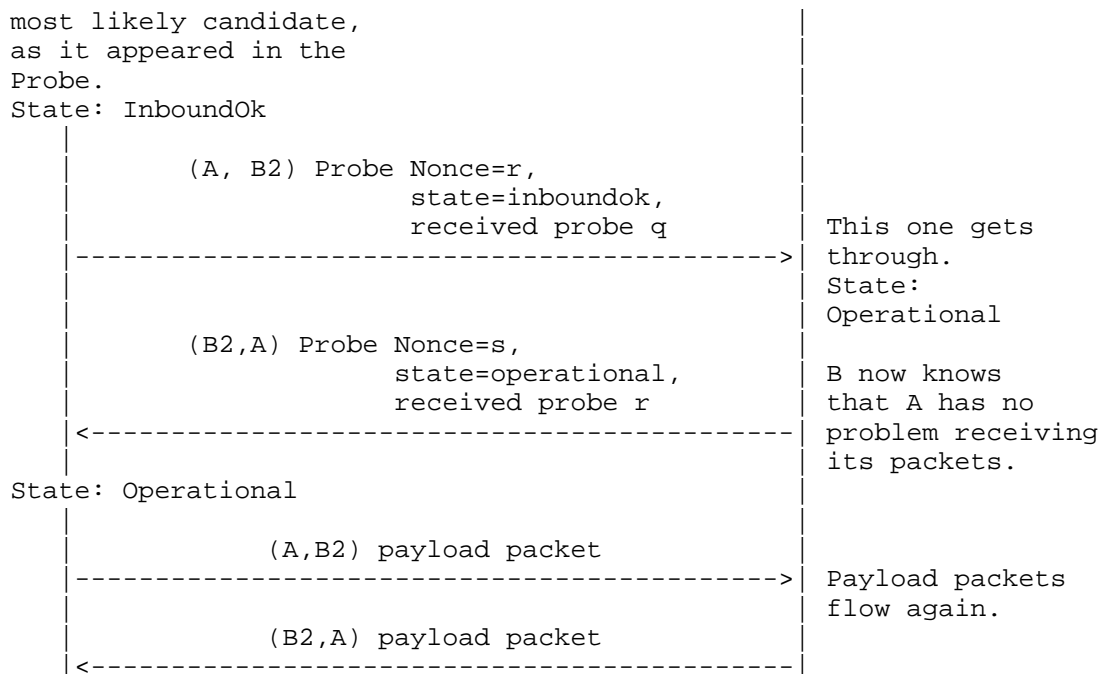 most likely candidate,
as it appeared in the
Probe.
State: InboundOk
(A, B2) Probe Nonce=r,
state=inboundok,
received probe q This one gets
|-------------------------------------------->| through.
State:
Operational
(B2,A) Probe Nonce=s,
state=operational, B now knows
received probe r that A has no
|<--------------------------------------------| problem receiving
its packets.
State: Operational
(A,B2) payload packet
|-------------------------------------------->| Payload packets
flow again.
(B2,A) payload packet
|<--------------------------------------------|